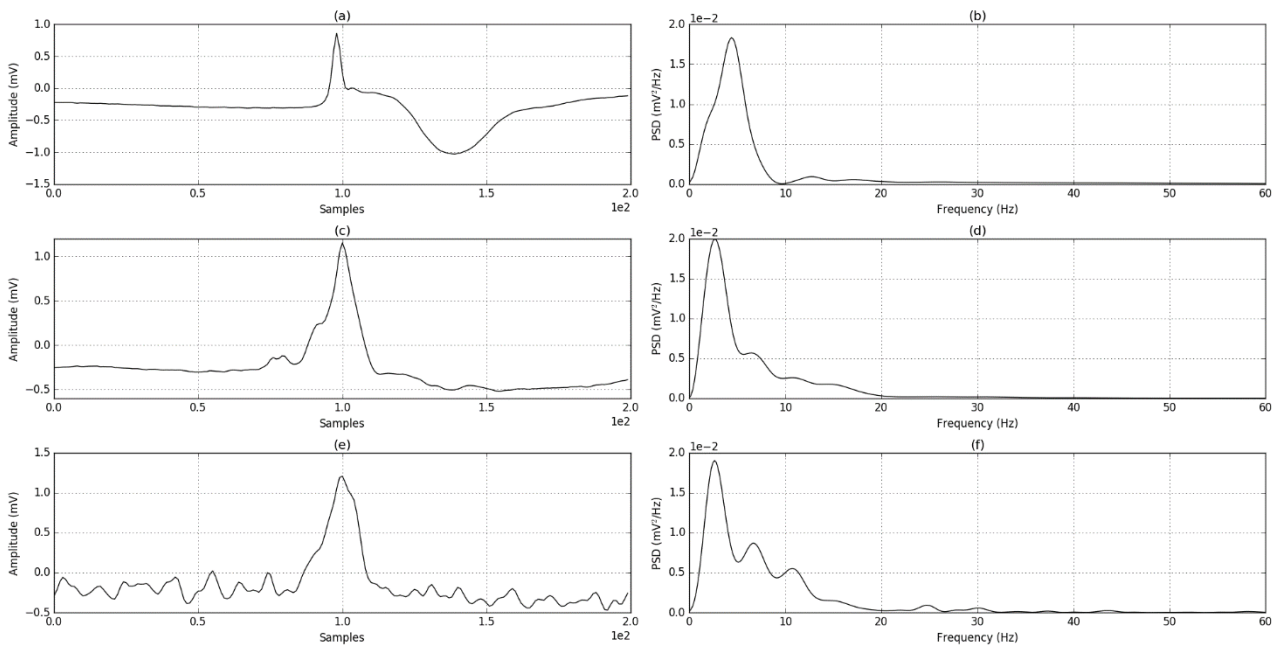 (a)
1.0
0.5
0.0
−0.5
−1.0
−1.5
Amplitude (mV)
0.0 0.5 1.0 1.5 2.0
Samples 1e2
(b)
1e−2
2.0
1.5
1.0
0.5
0.0
PSD (mV²/Hz)
0 10 20 30 40 50 60
Frequency (Hz)
(c)
1.0
0.5
0.0
−0.5
Amplitude (mV)
0.0 0.5 1.0 1.5 2.0
Samples 1e2
(d)
1e−2
2.0
1.5
1.0
0.5
0.0
PSD (mV²/Hz)
0 10 20 30 40 50 60
Frequency (Hz)
(e)
1.5
1.0
0.5
0.0
−0.5
Amplitude (mV)
0.0 0.5 1.0 1.5 2.0
Samples 1e2
(f)
1e−2
2.0
1.5
1.0
0.5
0.0
PSD (mV²/Hz)
0 10 20 30 40 50 60
Frequency (Hz)